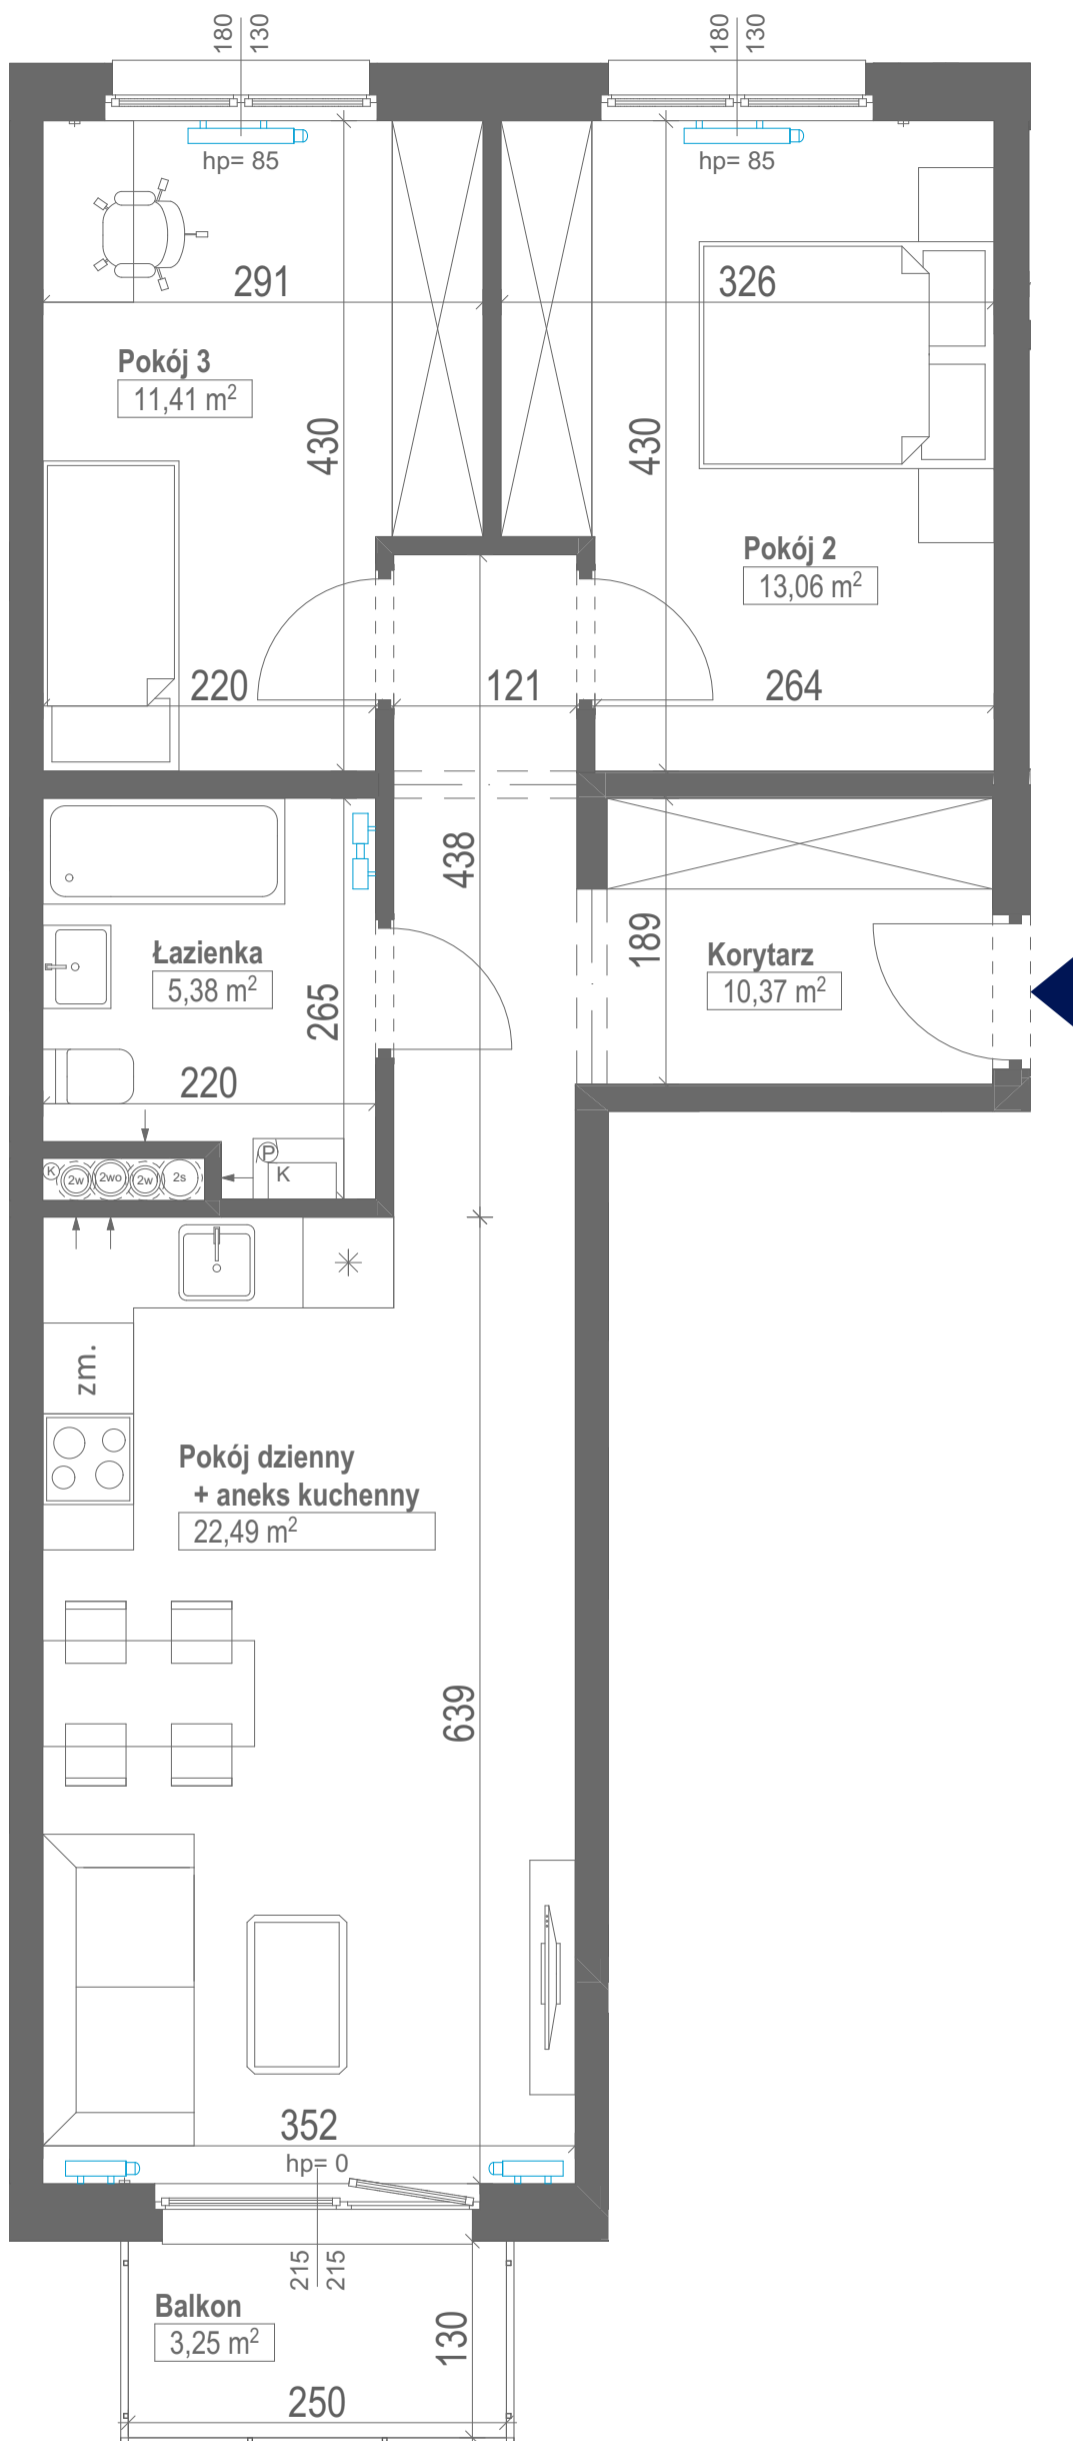 180
130
180
130
hp= 85
hp= 85
291
326
Pokój 3
11,41 m²
430
430
Pokój 2
13,06 m²
220
121
264
438
189
Łazienka
5,38 m²
Korytarz
10,37 m²
265
220
K
2w
2wo
2w
2s
P
K
zm.
Pokój dzienny
+ aneks kuchenny
22,49 m²
639
352
hp= 0
215
215
Balkon
3,25 m²
130
250